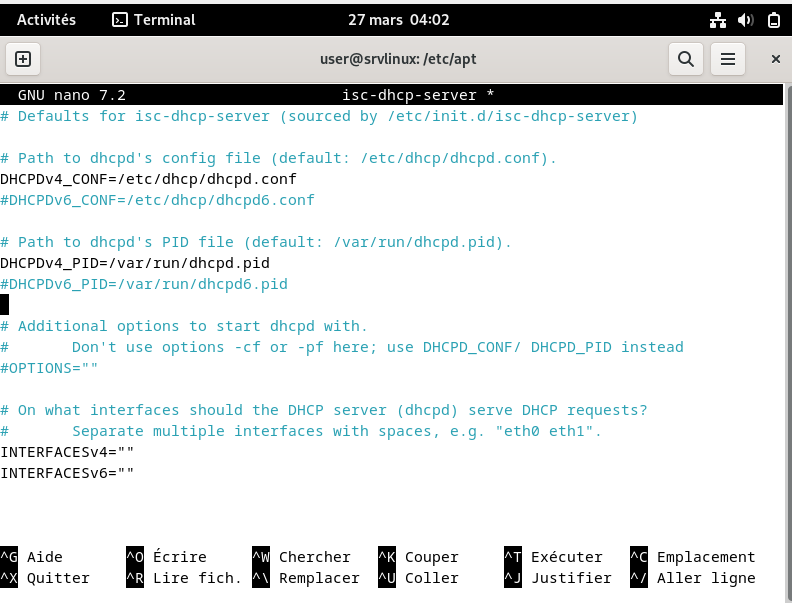 Activités Terminal 27 mars 04:02
user@srvlinux: /etc/apt
GNU nano 7.2 isc-dhcp-server *
# Defaults for isc-dhcp-server (sourced by /etc/init.d/isc-dhcp-server)
# Path to dhcpd's config file (default: /etc/dhcp/dhcpd.conf).
DHCPDv4_CONF=/etc/dhcp/dhcpd.conf
#DHCPDv6_CONF=/etc/dhcp/dhcpd6.conf
# Path to dhcpd's PID file (default: /var/run/dhcpd.pid).
DHCPDv4_PID=/var/run/dhcpd.pid
#DHCPDv6_PID=/var/run/dhcpd6.pid
# Additional options to start dhcpd with.
#       Don't use options -cf or -pf here; use DHCPD_CONF/ DHCPD_PID instead
#OPTIONS=""
# On what interfaces should the DHCP server (dhcpd) serve DHCP requests?
#       Separate multiple interfaces with spaces, e.g. "eth0 eth1".
INTERFACESv4=""
INTERFACESv6=""
^G Aide ^O Écrire ^W Chercher ^K Couper ^T Exécuter ^C Emplacement
^X Quitter ^R Lire fich. ^\ Remplacer ^U Coller ^J Justifier ^/ Aller ligne